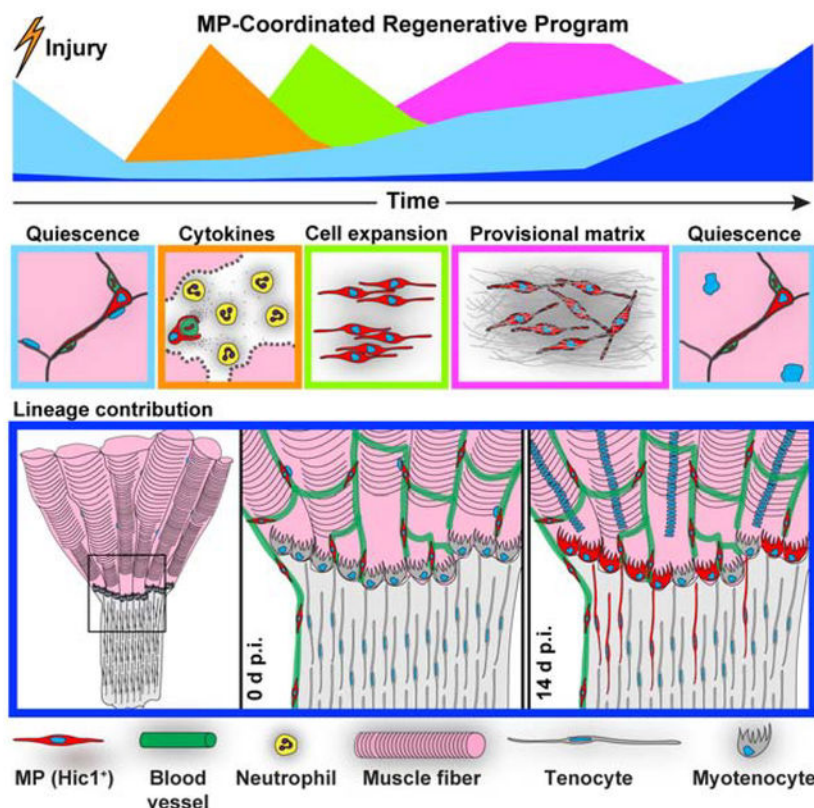 MP-Coordinated Regenerative Program
Injury
Time
Quiescence Cytokines Cell expansion Provisional matrix Quiescence
Lineage contribution
0 d p.i.
14 d p.i.
MP (Hic1⁺) Blood vessel Neutrophil Muscle fiber Tenocyte Myotenocyte